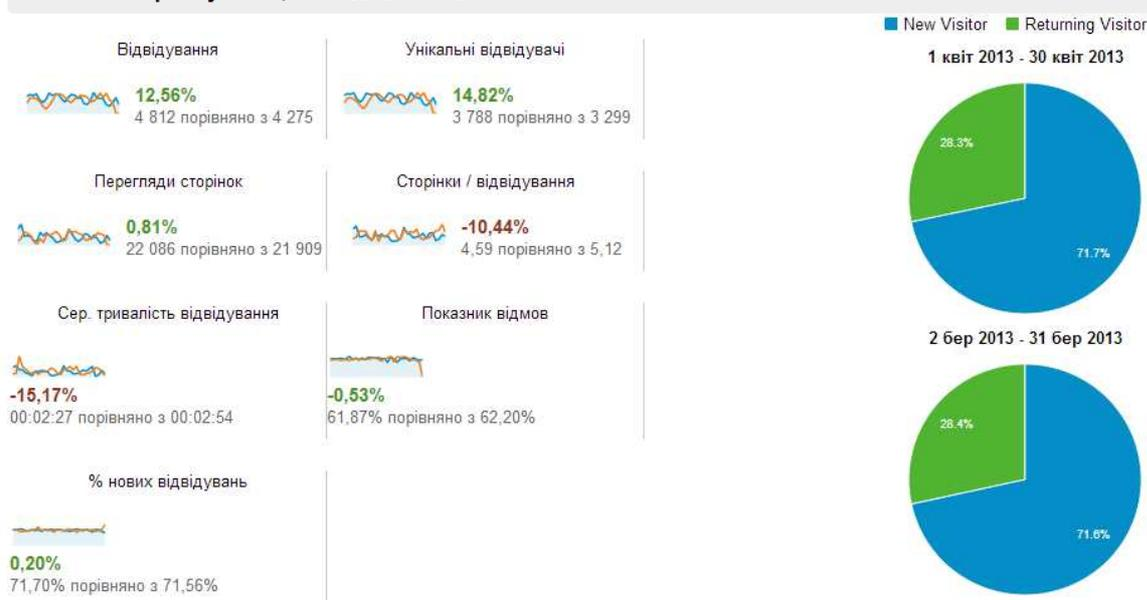 Відвідування
12,56%
4 812 порівняно з 4 275
Унікальні відвідувачі
14,82%
3 788 порівняно з 3 299
Перегляди сторінок
0,81%
22 086 порівняно з 21 909
Сторінки / відвідування
-10,44%
4,59 порівняно з 5,12
Сер. тривалість відвідування
-15,17%
00:02:27 порівняно з 00:02:54
Показник відмов
-0,53%
61,87% порівняно з 62,20%
% нових відвідувань
0,20%
71,70% порівняно з 71,56%
New Visitor Returning Visitor
1 квіт 2013 - 30 квіт 2013
28.3%
71.7%
2 бер 2013 - 31 бер 2013
28.4%
71.6%